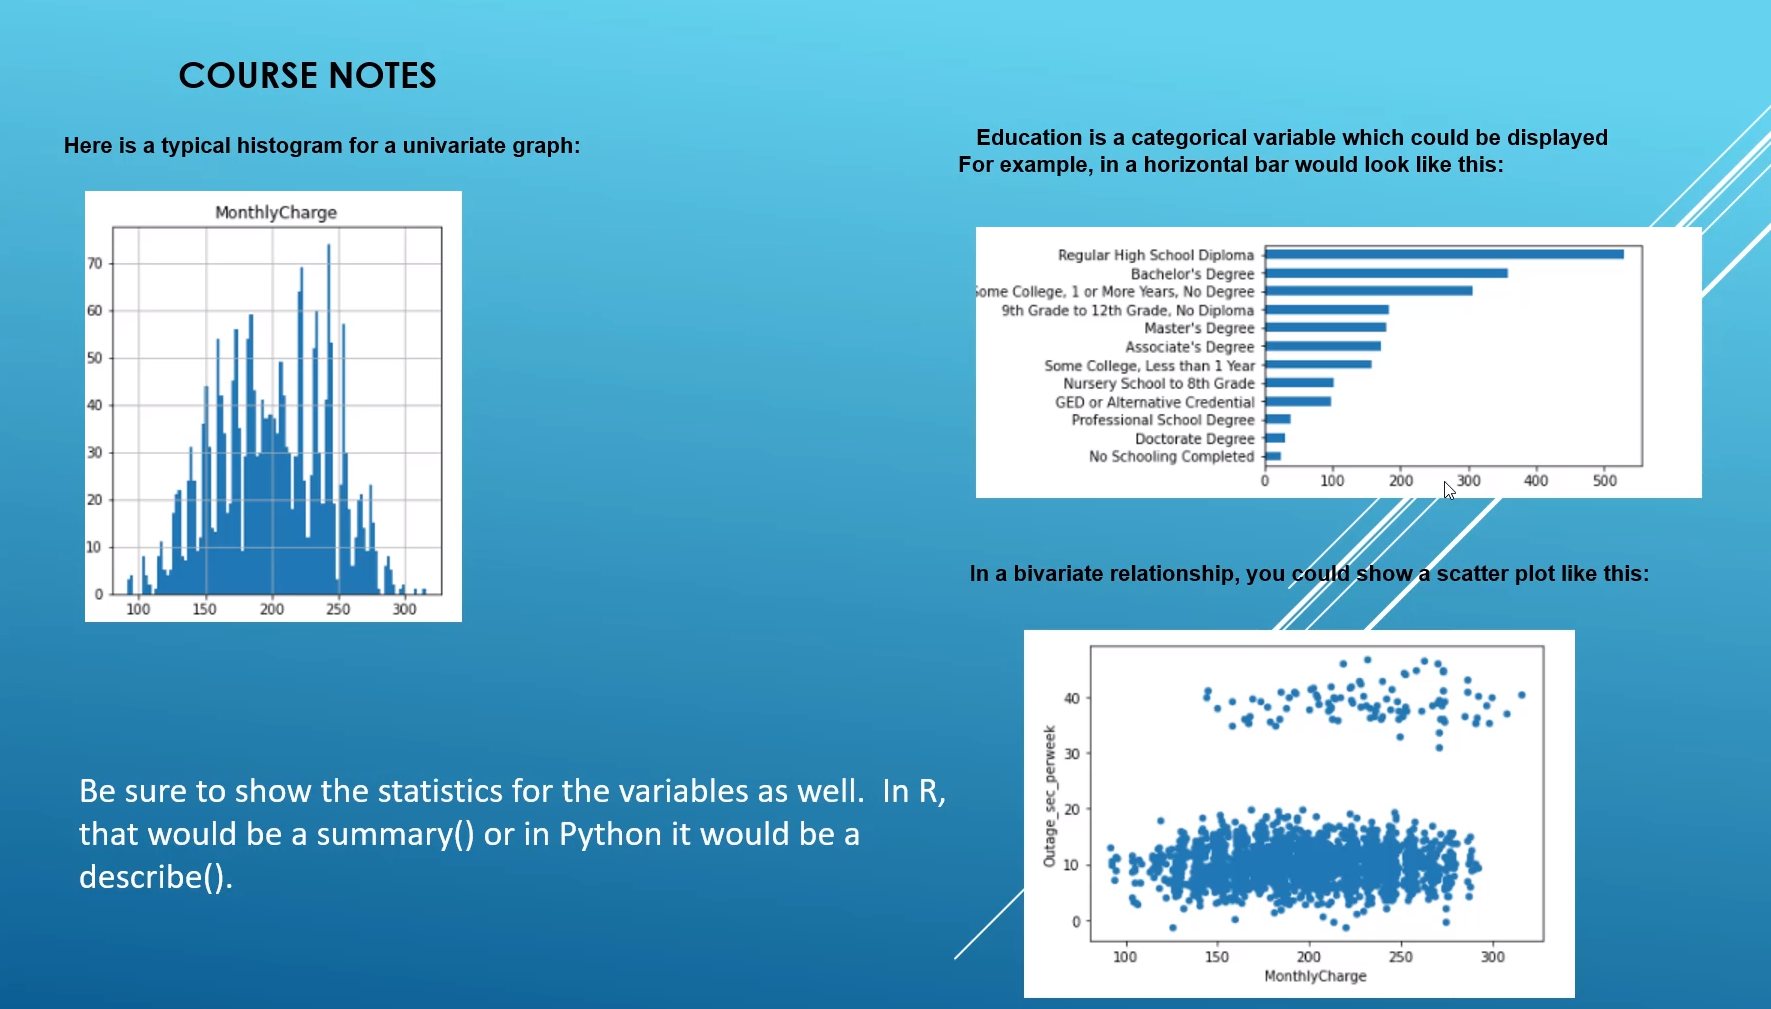 COURSE NOTES
Here is a typical histogram for a univariate graph:
MonthlyCharge
70
60
50
40
30
20
10
0
100 150 200 250 300
Be sure to show the statistics for the variables as well. In R,
that would be a summary() or in Python it would be a
describe().
Education is a categorical variable which could be displayed
For example, in a horizontal bar would look like this:
Regular High School Diploma
Bachelor's Degree
Some College, 1 or More Years, No Degree
9th Grade to 12th Grade, No Diploma
Master's Degree
Associate's Degree
Some College, Less than 1 Year
Nursery School to 8th Grade
GED or Alternative Credential
Professional School Degree
Doctorate Degree
No Schooling Completed
0 100 200 300 400 500
In a bivariate relationship, you could show a scatter plot like this:
Outage_sec_perweek
40
30
20
10
0
100 150 200 250 300
MonthlyCharge